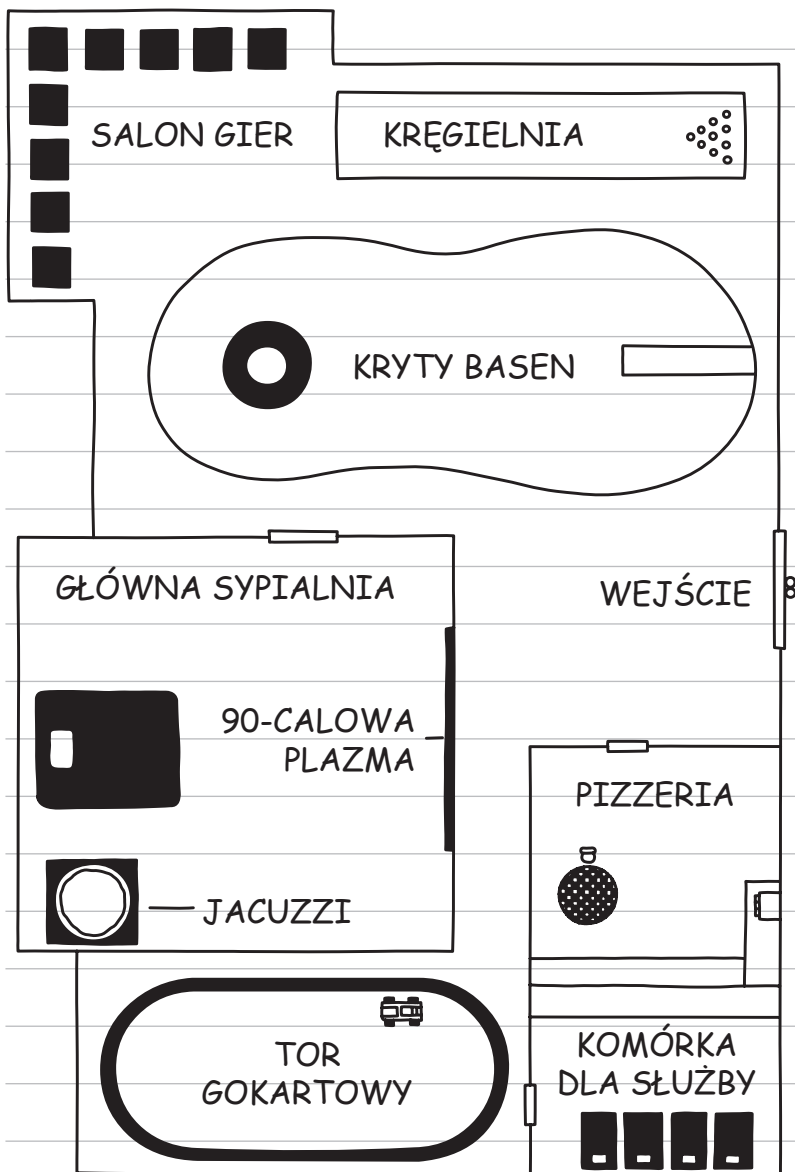 SALON GIER
KRĘGIELNIA
KRYTY BASEN
GŁÓWNA SYPIALNIA
WEJŚCIE
90-CALOWA
PLAZMA
PIZZERIA
JACUZZI
TOR
GOKARTOWY
KOMÓRKA
DLA SŁUŻBY